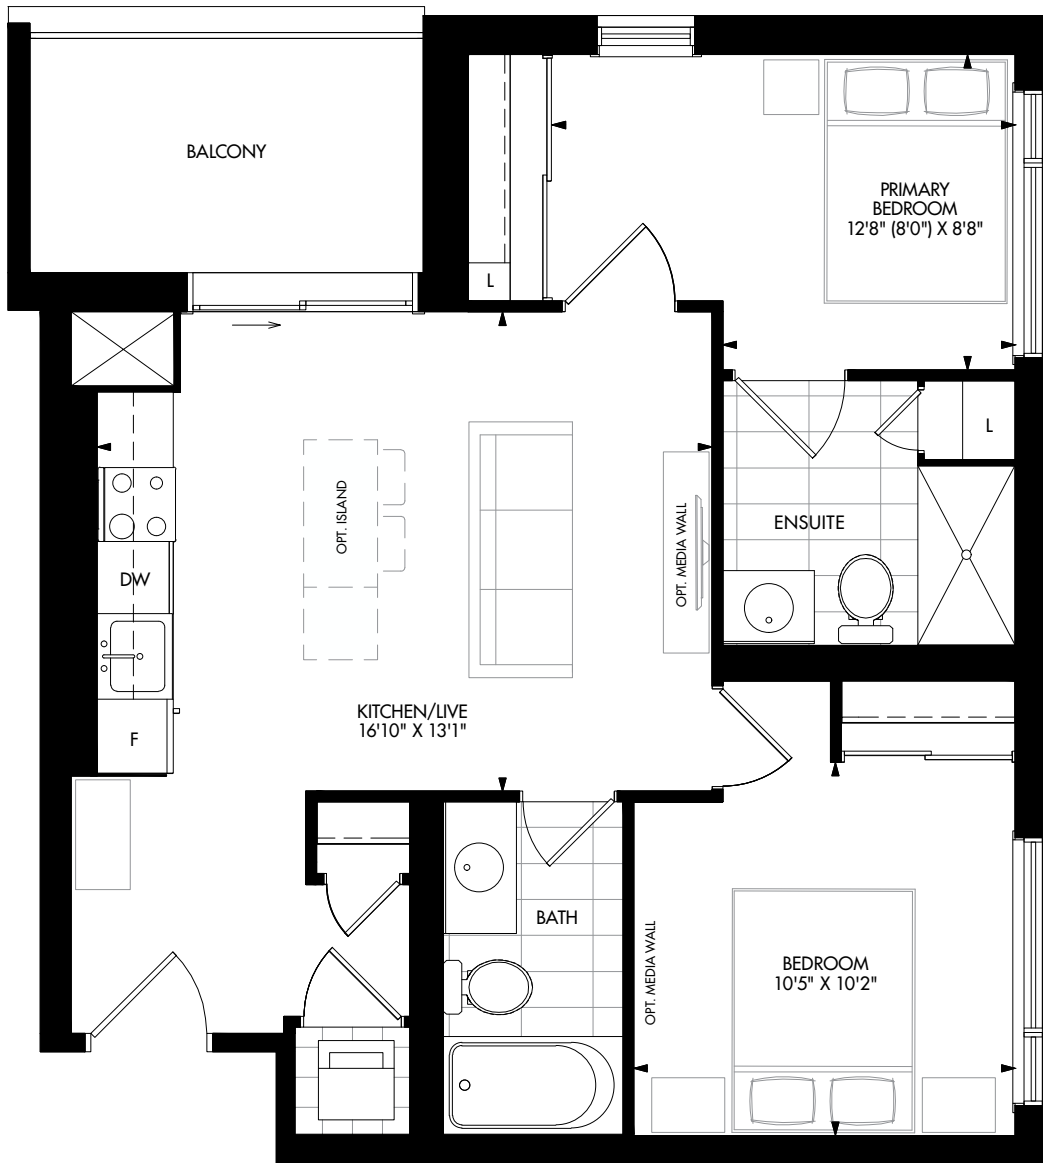 BALCONY
PRIMARY
BEDROOM
12'8" (8'0") X 8'8"
L
L
OPT. ISLAND
OPT. MEDIA WALL
ENSUITE
DW
KITCHEN/LIVE
16'10" X 13'1"
F
BATH
OPT. MEDIA WALL
BEDROOM
10'5" X 10'2"